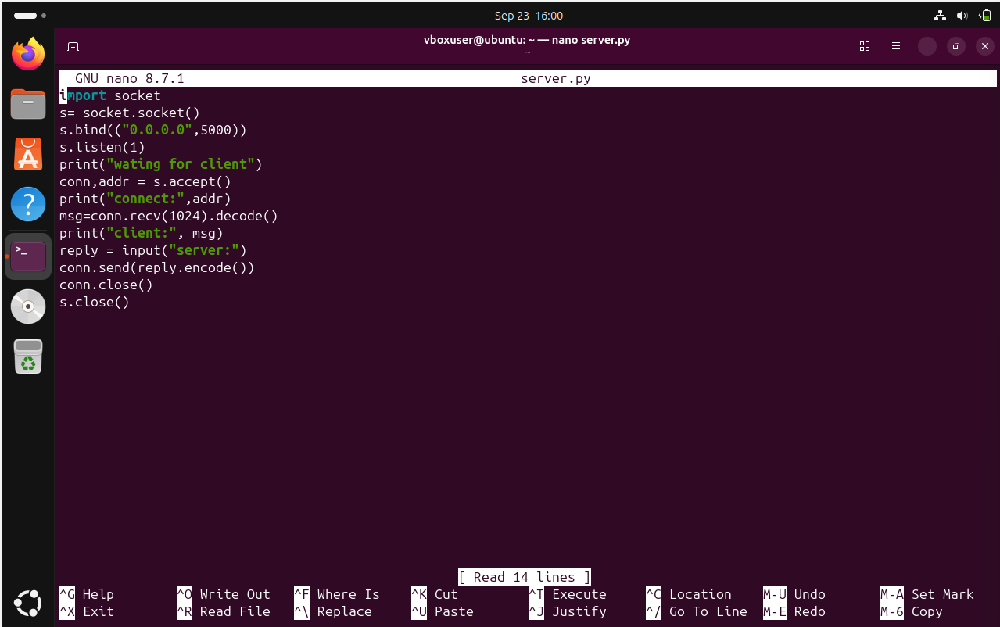 Sep 23 16:00
vboxuser@ubuntu: ~ — nano server.py
~
GNU nano 8.7.1 server.py
import socket
s= socket.socket()
s.bind(("0.0.0.0",5000))
s.listen(1)
print("wating for client")
conn,addr = s.accept()
print("connect:",addr)
msg=conn.recv(1024).decode()
print("client:", msg)
reply = input("server:")
conn.send(reply.encode())
conn.close()
s.close()
[ Read 14 lines ]
^G Help ^O Write Out ^F Where Is ^K Cut ^T Execute ^C Location M-U Undo M-A Set Mark
^X Exit ^R Read File ^\ Replace ^U Paste ^J Justify ^/ Go To Line M-E Redo M-6 Copy